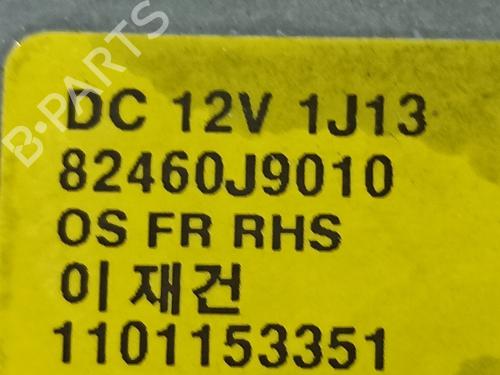 DC 12V 1J13
82460J9010
OS FR RHS
이 재건
1101153351
B-PARTS